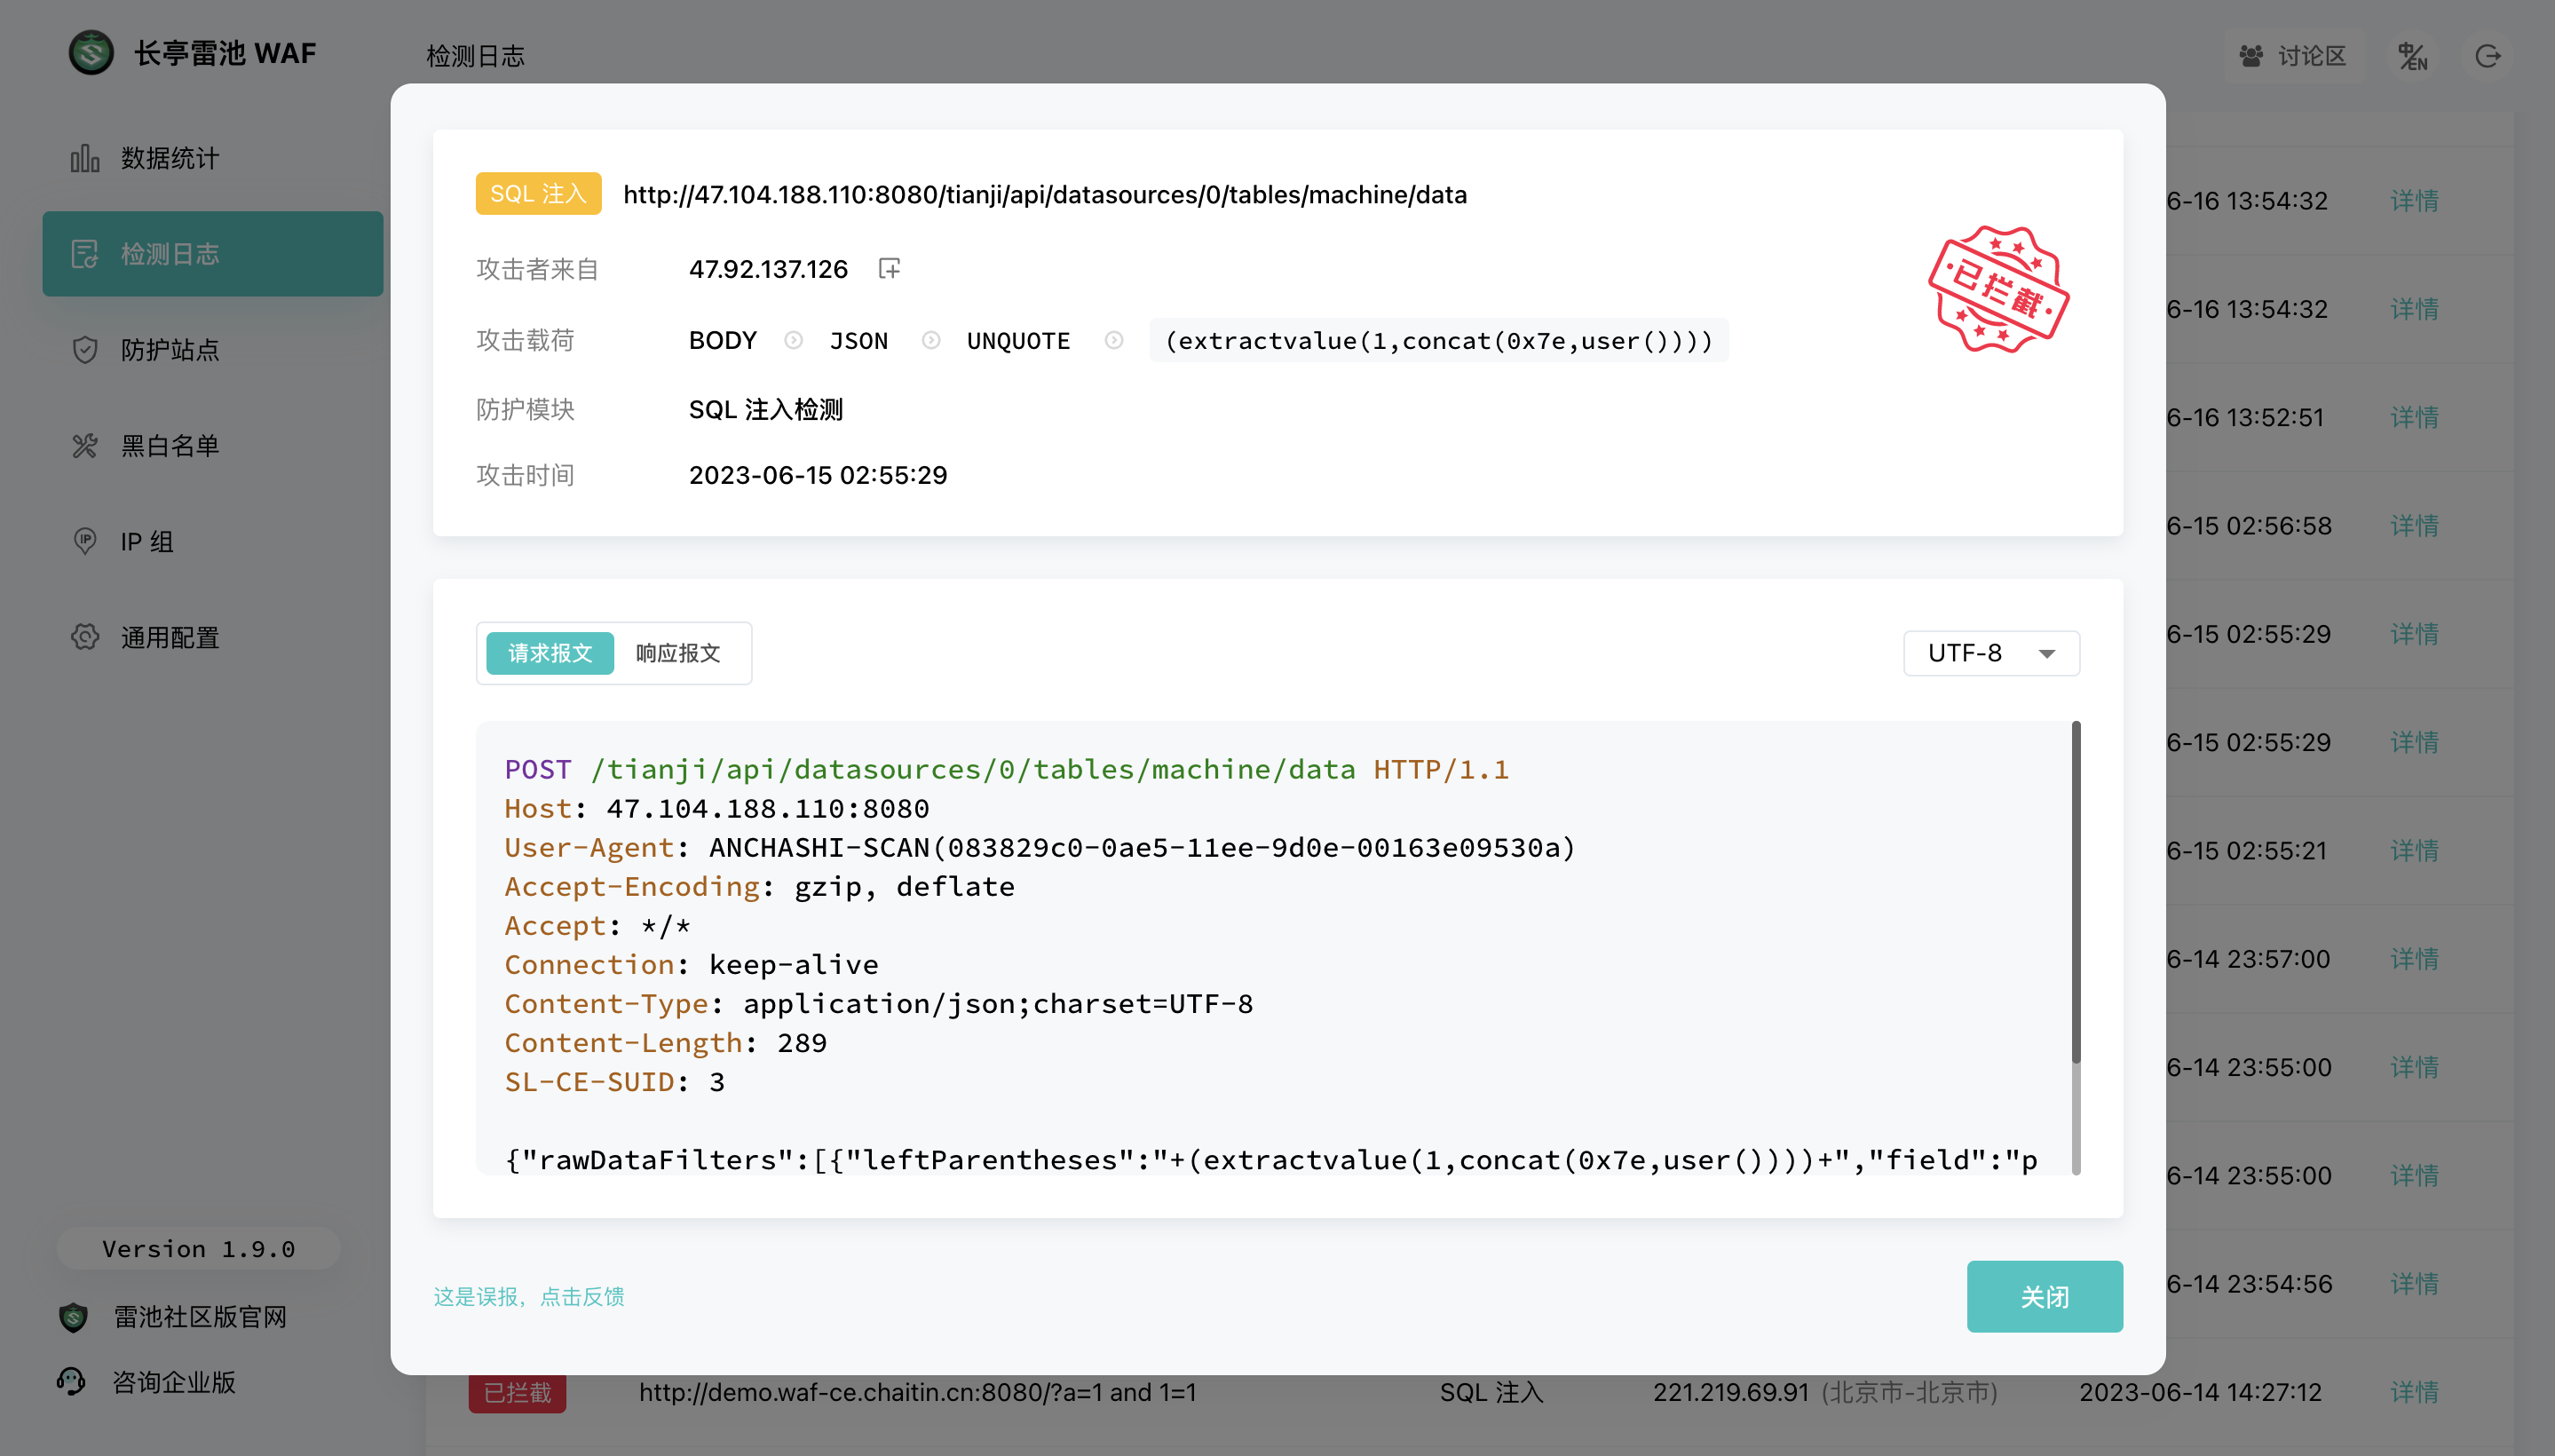 长亭雷池 WAF
检测日志
讨论区
中/EN
数据统计
检测日志
防护站点
黑白名单
IP 组
通用配置
Version 1.9.0
雷池社区版官网
咨询企业版
SQL 注入 http://47.104.188.110:8080/tianji/api/datasources/0/tables/machine/data
攻击者来自 47.92.137.126
攻击载荷 BODY JSON UNQUOTE (extractvalue(1,concat(0x7e,user())))
防护模块 SQL 注入检测
攻击时间 2023-06-15 02:55:29
已拦截
请求报文 响应报文 UTF-8
POST /tianji/api/datasources/0/tables/machine/data HTTP/1.1
Host: 47.104.188.110:8080
User-Agent: ANCHASHI-SCAN(083829c0-0ae5-11ee-9d0e-00163e09530a)
Accept-Encoding: gzip, deflate
Accept: */*
Connection: keep-alive
Content-Type: application/json;charset=UTF-8
Content-Length: 289
SL-CE-SUID: 3
{"rawDataFilters":[{"leftParentheses":"+(extractvalue(1,concat(0x7e,user())))+","field":"p
这是误报，点击反馈
关闭
6-16 13:54:32 详情
6-16 13:54:32 详情
6-16 13:52:51 详情
6-15 02:56:58 详情
6-15 02:55:29 详情
6-15 02:55:29 详情
6-15 02:55:21 详情
6-14 23:57:00 详情
6-14 23:55:00 详情
6-14 23:55:00 详情
6-14 23:54:56 详情
已拦截 http://demo.waf-ce.chaitin.cn:8080/?a=1 and 1=1 SQL 注入 221.219.69.91 (北京市-北京市) 2023-06-14 14:27:12 详情